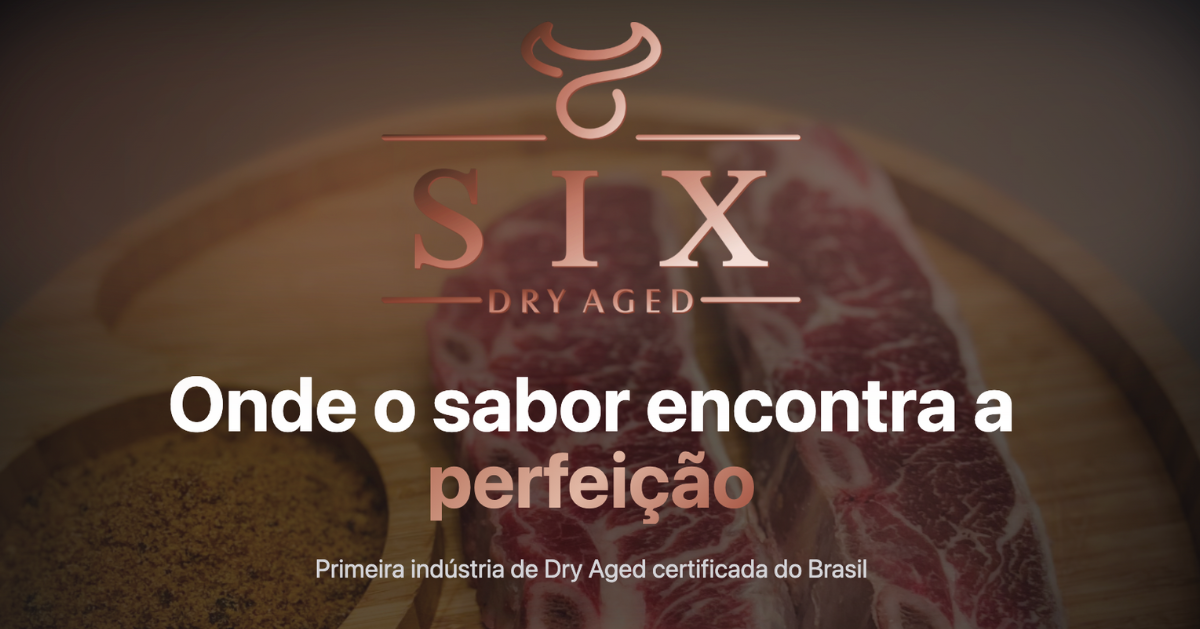 SIX
DRY AGED
Onde o sabor encontra a
perfeição
Primeira indústria de Dry Aged certificada do Brasil